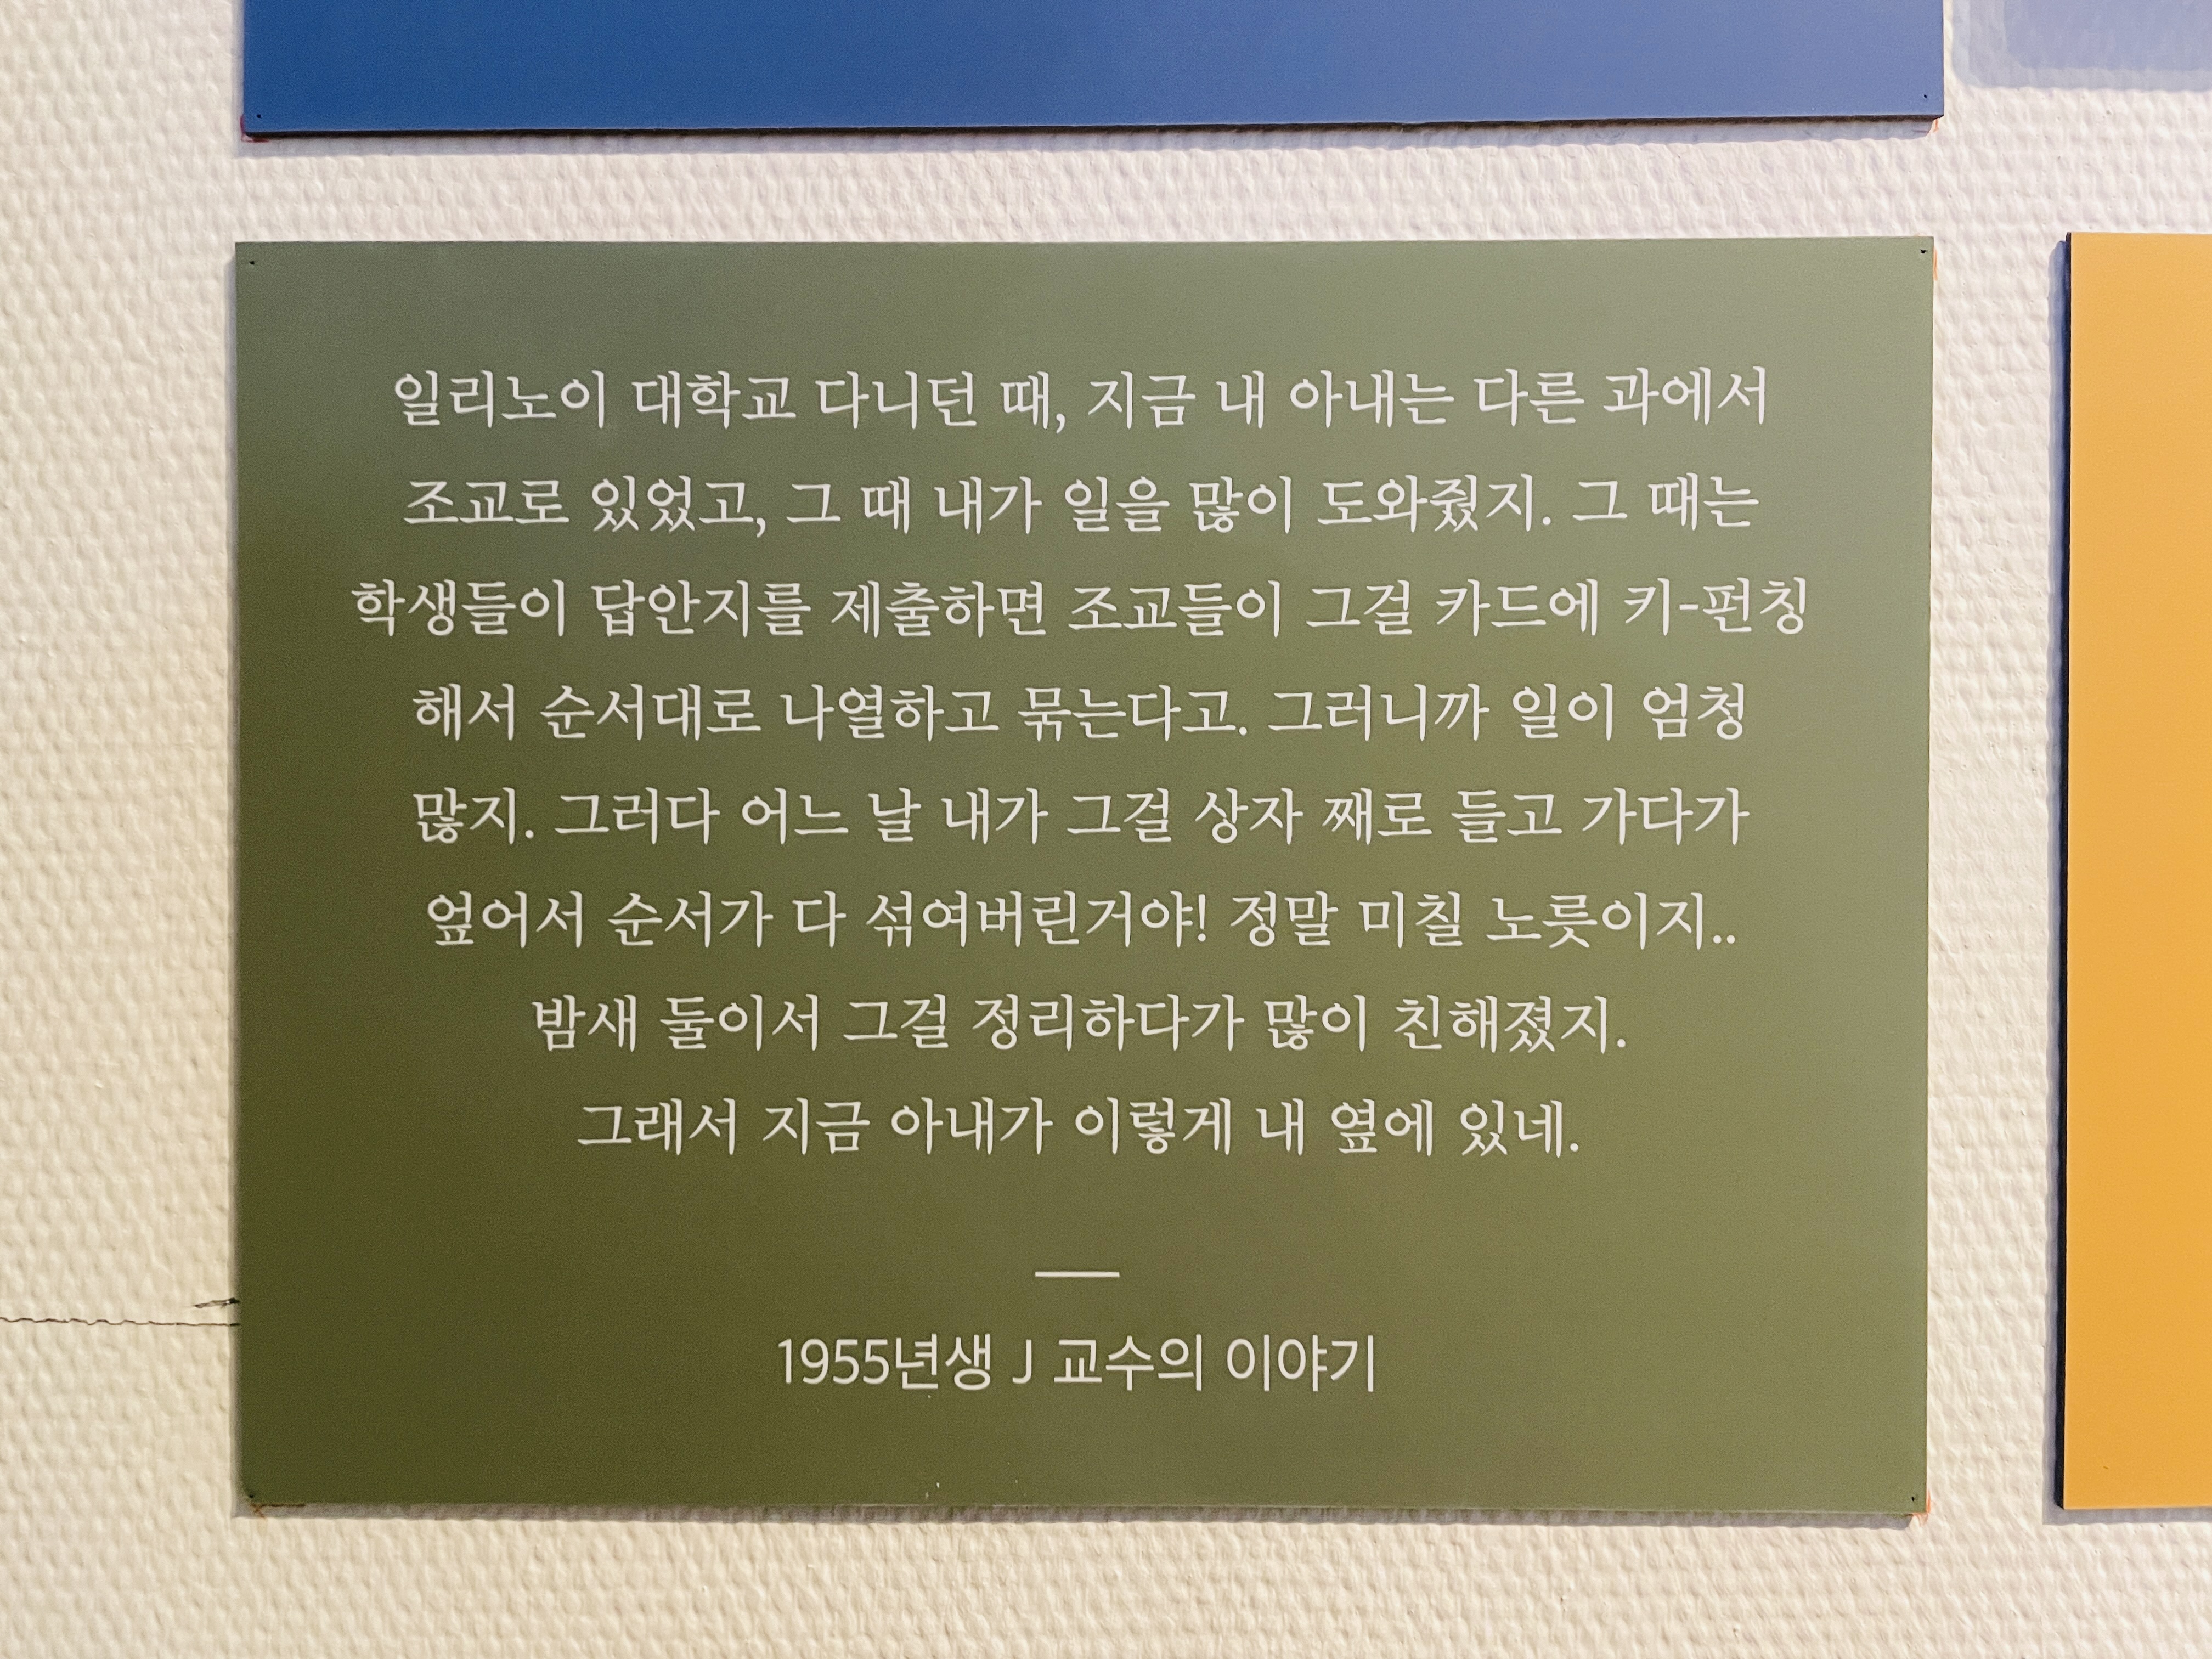 일리노이 대학교 다니던 때, 지금 내 아내는 다른 과에서
조교로 있었고, 그 때 내가 일을 많이 도와줬지. 그 때는
학생들이 답안지를 제출하면 조교들이 그걸 카드에 키-펀칭
해서 순서대로 나열하고 묶는다고. 그러니까 일이 엄청
많지. 그러다 어느 날 내가 그걸 상자 째로 들고 가다가
엎어서 순서가 다 섞여버린거야! 정말 미칠 노릇이지..
밤새 둘이서 그걸 정리하다가 많이 친해졌지.
그래서 지금 아내가 이렇게 내 옆에 있네.
1955년생 J 교수의 이야기